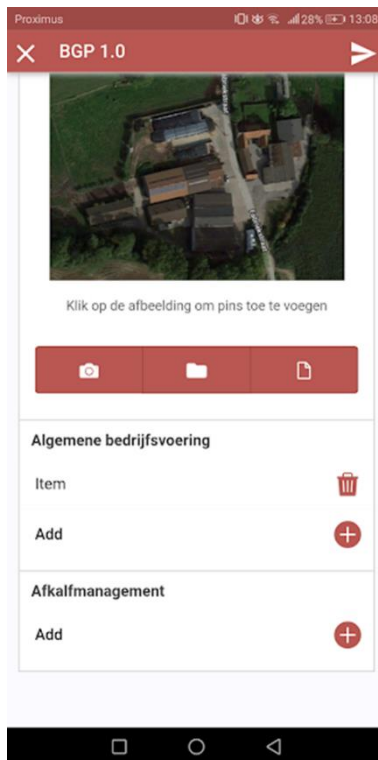 Proximus 28% 13:08
BGP 1.0
Klik op de afbeelding om pins toe te voegen
Algemene bedrijfsvoering
Item
Add
Afkalfmanagement
Add